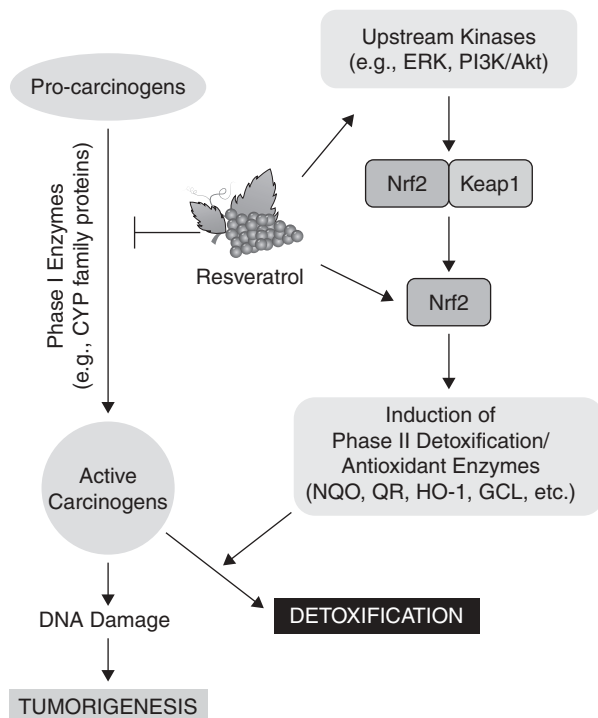 Upstream Kinases
(e.g., ERK, PI3K/Akt)
Pro-carcinogens
Nrf2
Keap1
Phase I Enzymes
(e.g., CYP family proteins)
Resveratrol
Nrf2
Induction of
Phase II Detoxification/
Antioxidant Enzymes
(NQO, QR, HO-1, GCL, etc.)
Active
Carcinogens
DETOXIFICATION
DNA Damage
TUMORIGENESIS